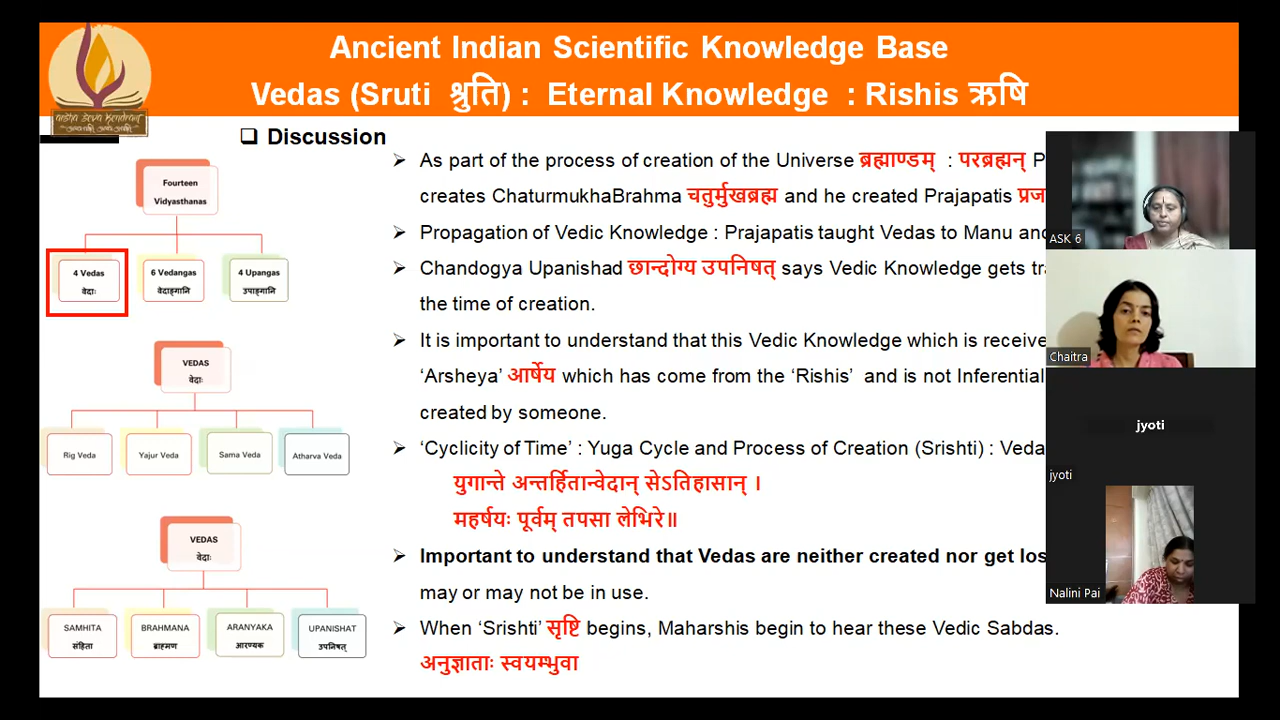 Ancient Indian Scientific Knowledge Base
Vedas (Sruti श्रुति) : Eternal Knowledge : Rishis ऋषि
❑ Discussion
Fourteen
Vidyasthanas
4 Vedas
वेदाः
6 Vedangas
वेदाङ्गानि
4 Upangas
उपाङ्गानि
VEDAS
वेदाः
Rig Veda
Yajur Veda
Sama Veda
Atharva Veda
VEDAS
वेदाः
SAMHITA
संहिता
BRAHMANA
ब्राह्मण
ARANYAKA
आरण्यक
UPANISHAT
उपनिषत्
➢ As part of the process of creation of the Universe ब्रह्माण्डम् : परब्रह्मन् P
creates ChaturmukhaBrahma चतुर्मुखब्रह्म and he created Prajapatis प्रज
➢ Propagation of Vedic Knowledge : Prajapatis taught Vedas to Manu and
➢ Chandogya Upanishad छान्दोग्य उपनिषत् says Vedic Knowledge gets tra
the time of creation.
➢ It is important to understand that this Vedic Knowledge which is receive
‘Arsheya’ आर्षेय which has come from the ‘Rishis’ and is not Inferential
created by someone.
➢ ‘Cyclicity of Time’ : Yuga Cycle and Process of Creation (Srishti) : Veda
युगान्ते अन्तर्हितान्वेदान् सेऽतिहासान् ।
महर्षयः पूर्वम् तपसा लेभिरे॥
➢ Important to understand that Vedas are neither created nor get los
may or may not be in use.
➢ When ‘Srishti’ सृष्टि begins, Maharshis begin to hear these Vedic Sabdas.
अनुज्ञाताः स्वयम्भुवा
ASK 6
Chaitra
jyoti
jyoti
Nalini Pai